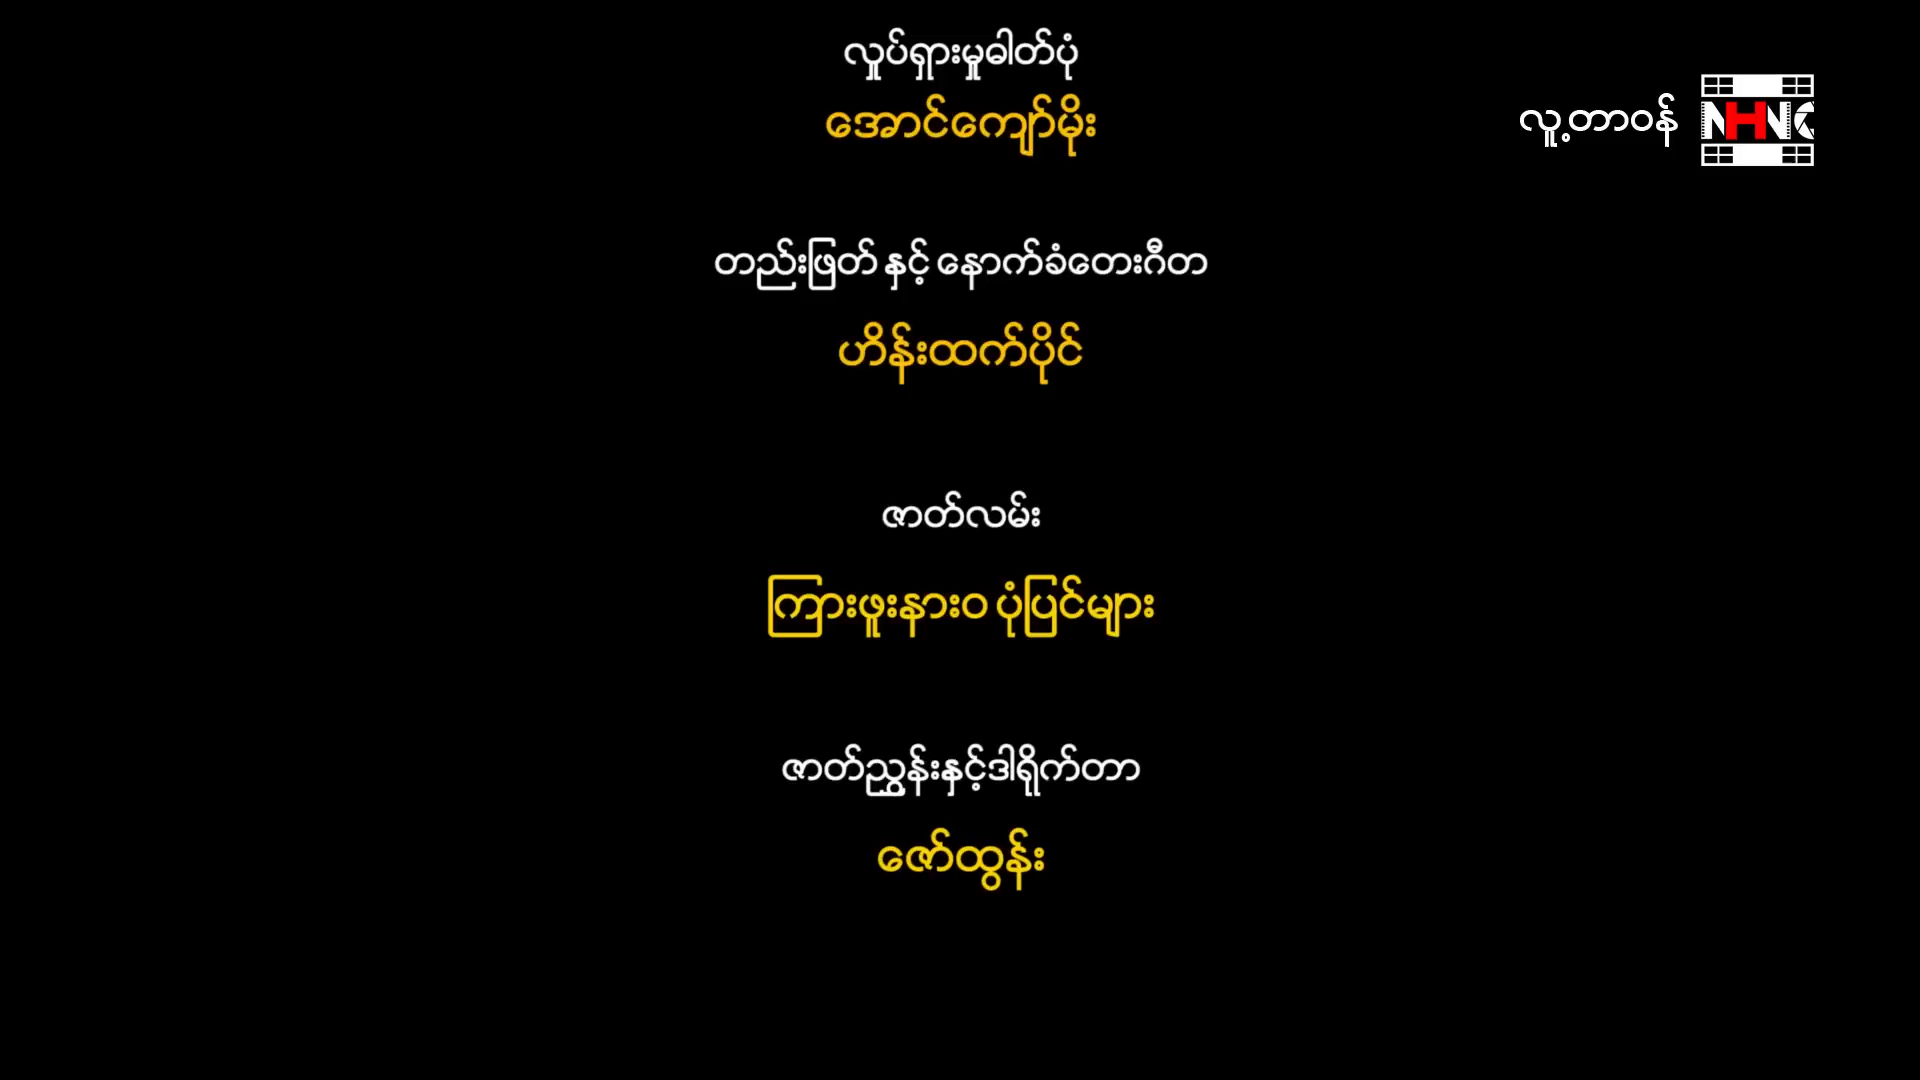 လှုပ်ရှားမှုဓါတ်ပုံ
အောင်ကျော်မိုး
လူ့တာဝန်
NHNC
တည်းဖြတ် နှင့် နောက်ခံတေးဂီတ
ဟိန်းထက်ပိုင်
ဇာတ်လမ်း
ကြားဖူးနားဝ ပုံပြင်များ
ဇာတ်ညွှန်းနှင့်ဒါရိုက်တာ
ဇော်ထွန်း